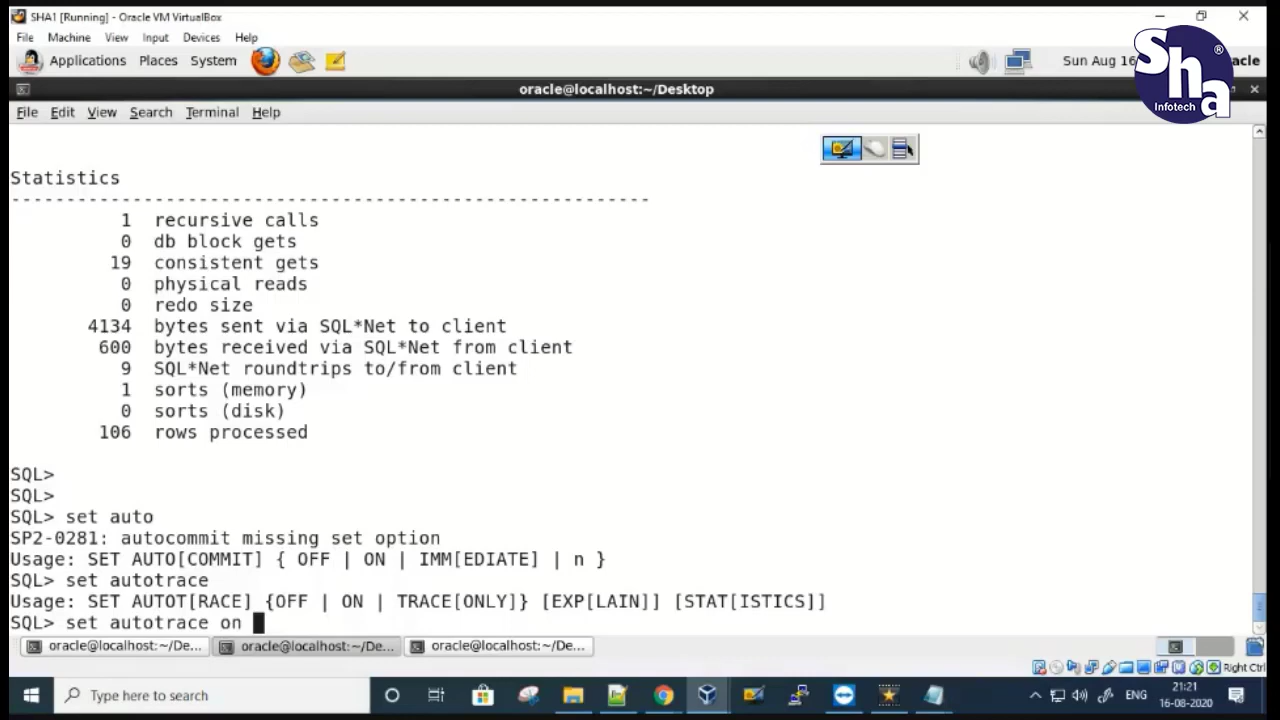 SHA1 [Running] - Oracle VM VirtualBox
File Machine View Input Devices Help
Applications Places System
Sun Aug 16
acle
Sha
®
Infotech
oracle@localhost:~/Desktop
File Edit View Search Terminal Help
Statistics
----------------------------------------------------------
1 recursive calls
0 db block gets
19 consistent gets
0 physical reads
0 redo size
4134 bytes sent via SQL*Net to client
600 bytes received via SQL*Net from client
9 SQL*Net roundtrips to/from client
1 sorts (memory)
0 sorts (disk)
106 rows processed
SQL>
SQL>
SQL> set auto
SP2-0281: autocommit missing set option
Usage: SET AUTO[COMMIT] { OFF | ON | IMM[EDIATE] | n }
SQL> set autotrace
Usage: SET AUTOT[RACE] {OFF | ON | TRACE[ONLY]} [EXP[LAIN]] [STAT[ISTICS]]
SQL> set autotrace on
oracle@localhost:~/De... oracle@localhost:~/De... oracle@localhost:~/De...
Right Ctrl
Type here to search
ENG
21:21
16-08-2020